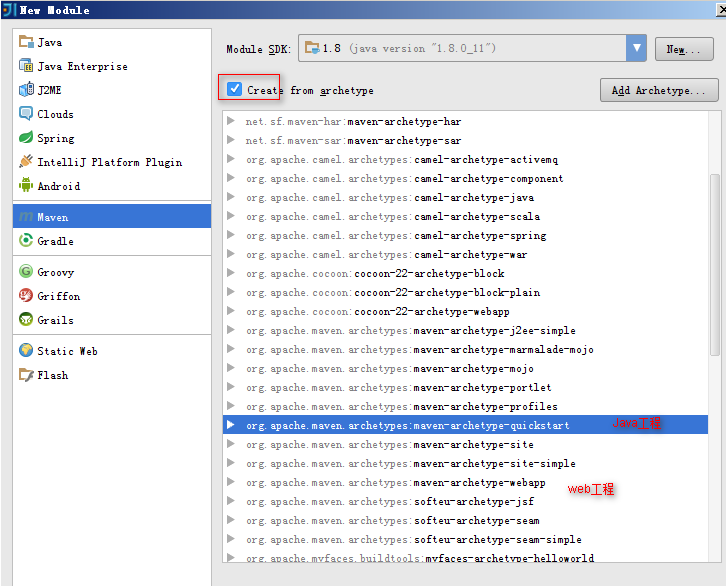 New Module
Java
Java Enterprise
J2ME
Clouds
Spring
IntelliJ Platform Plugin
Android
Maven
Gradle
Groovy
Griffon
Grails
Static Web
Flash
Module SDK: 1.8 (java version "1.8.0_11") New...
Create from archetype Add Archetype...
net.sf.maven-har:maven-archetype-har
net.sf.maven-sar:maven-archetype-sar
org.apache.camel.archetypes:camel-archetype-activemq
org.apache.camel.archetypes:camel-archetype-component
org.apache.camel.archetypes:camel-archetype-java
org.apache.camel.archetypes:camel-archetype-scala
org.apache.camel.archetypes:camel-archetype-spring
org.apache.camel.archetypes:camel-archetype-war
org.apache.cocoon:cocoon-22-archetype-block
org.apache.cocoon:cocoon-22-archetype-block-plain
org.apache.cocoon:cocoon-22-archetype-webapp
org.apache.maven.archetypes:maven-archetype-j2ee-simple
org.apache.maven.archetypes:maven-archetype-marmalade-mojo
org.apache.maven.archetypes:maven-archetype-mojo
org.apache.maven.archetypes:maven-archetype-portlet
org.apache.maven.archetypes:maven-archetype-profiles
org.apache.maven.archetypes:maven-archetype-quickstart Java工程
org.apache.maven.archetypes:maven-archetype-site
org.apache.maven.archetypes:maven-archetype-site-simple
org.apache.maven.archetypes:maven-archetype-webapp web工程
org.apache.maven.archetypes:softeu-archetype-jsf
org.apache.maven.archetypes:softeu-archetype-seam
org.apache.maven.archetypes:softeu-archetype-seam-simple
org.apache.myfaces.buildtools:myfaces-archetype-helloworld